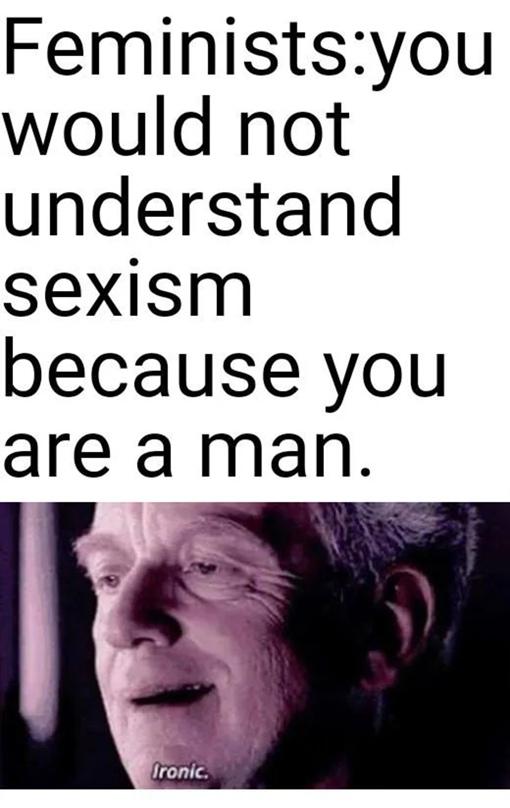 Feminists:you
would not
understand
sexism
because you
are a man.
Ironic.